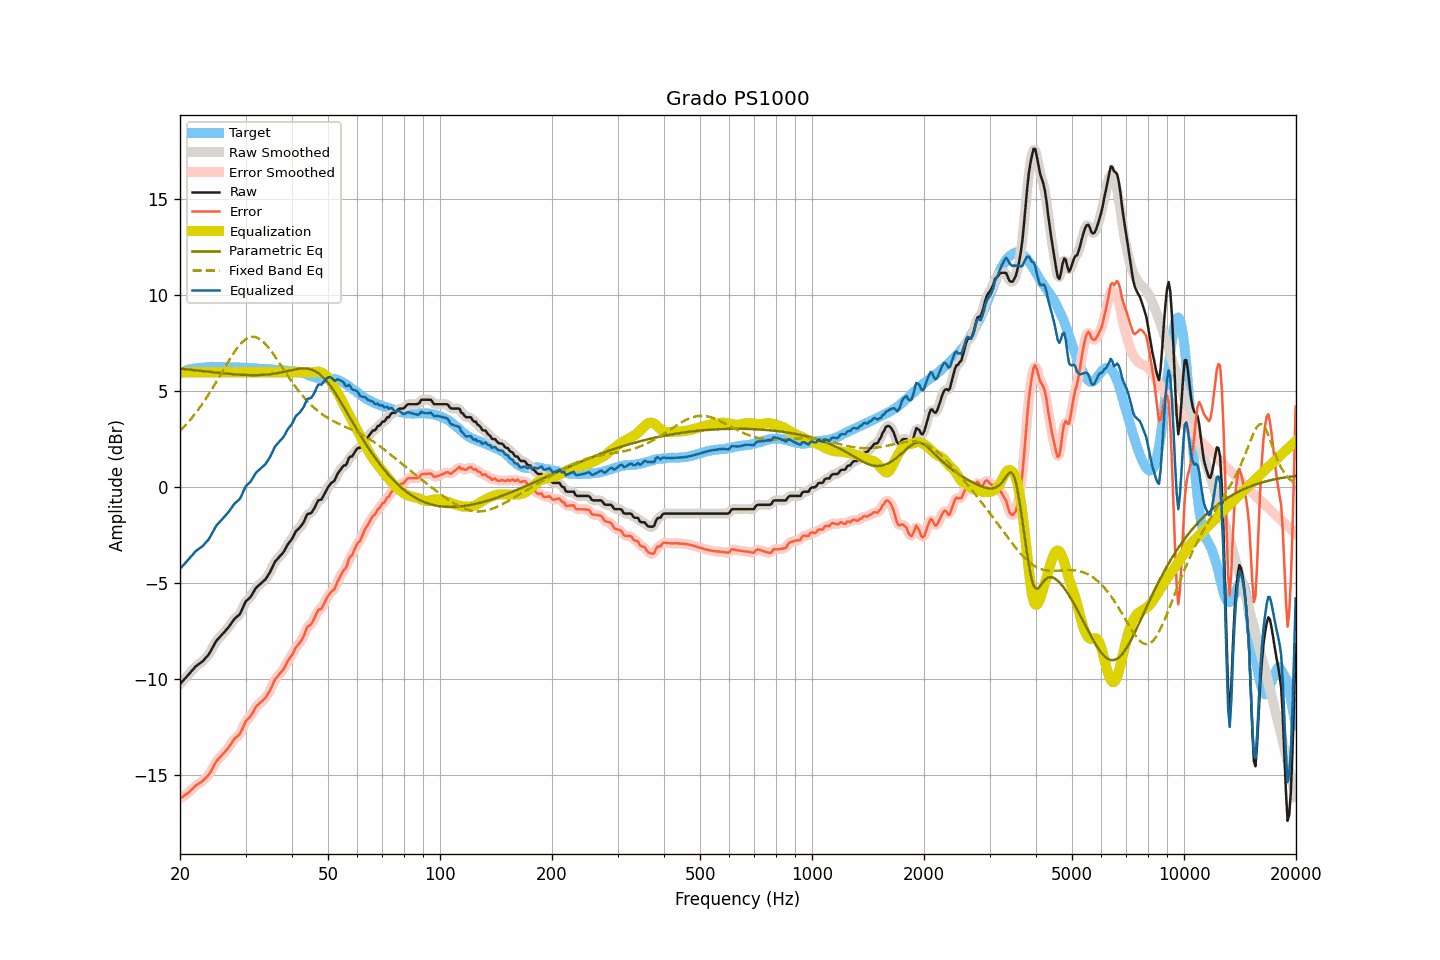 Grado PS1000
Target
Raw Smoothed
Error Smoothed
Raw
Error
Equalization
Parametric Eq
Fixed Band Eq
Equalized
Amplitude (dBr)
15
10
5
0
−5
−10
−15
20 50 100 200 500 1000 2000 5000 10000 20000
Frequency (Hz)